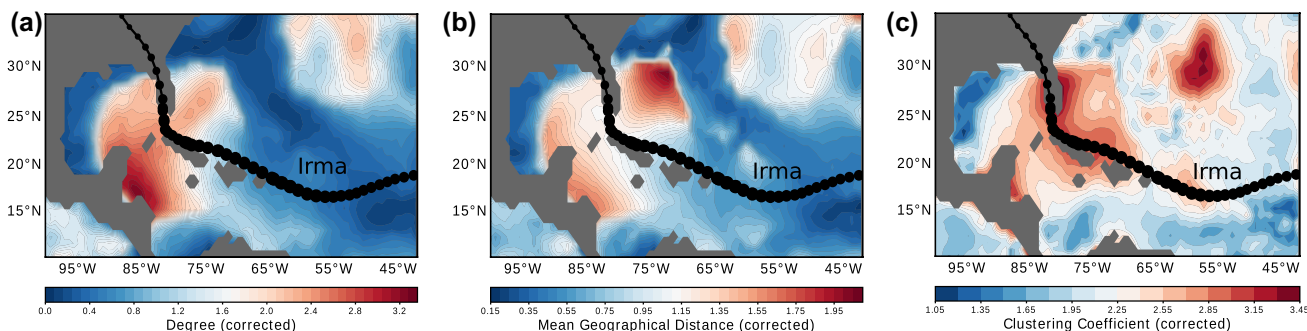 (a)
30°N
25°N
20°N
15°N
Irma
95°W 85°W 75°W 65°W 55°W 45°W
0.0 0.4 0.8 1.2 1.6 2.0 2.4 2.8 3.2
Degree (corrected)
(b)
30°N
25°N
20°N
15°N
Irma
95°W 85°W 75°W 65°W 55°W 45°W
0.15 0.35 0.55 0.75 0.95 1.15 1.35 1.55 1.75 1.95
Mean Geographical Distance (corrected)
(c)
30°N
25°N
20°N
15°N
Irma
95°W 85°W 75°W 65°W 55°W 45°W
1.05 1.35 1.65 1.95 2.25 2.55 2.85 3.15 3.45
Clustering Coefficient (corrected)